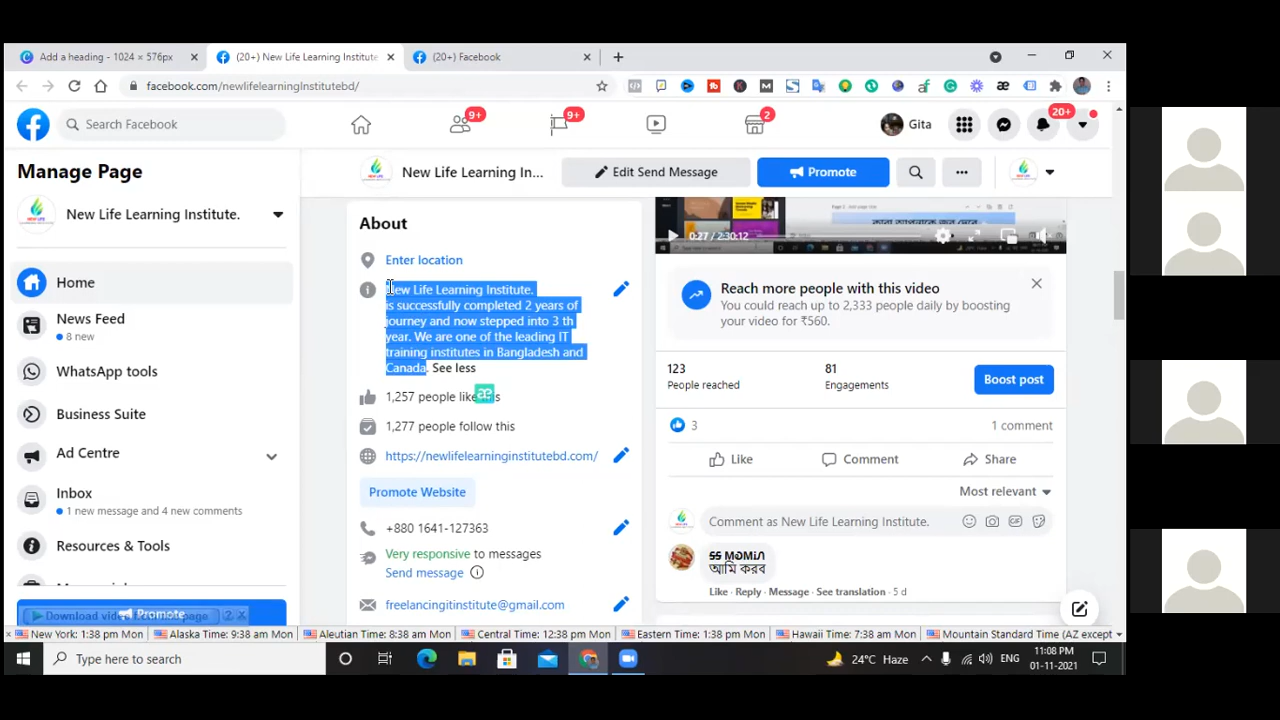 Add a heading - 1024 × 576px
(20+) New Life Learning Institute
(20+) Facebook
facebook.com/newlifelearningInstitutebd/
Search Facebook
9+
9+
2
Gita
20+
Manage Page
New Life Learning Institute.
Home
News Feed
8 new
WhatsApp tools
Business Suite
Ad Centre
Inbox
1 new message and 4 new comments
Resources & Tools
Promote
Download video from this page
New Life Learning In...
Edit Send Message
Promote
About
Enter location
New Life Learning Institute.
is successfully completed 2 years of
journey and now stepped into 3 th
year. We are one of the leading IT
training institutes in Bangladesh and
Canada. See less
1,257 people like this
1,277 people follow this
https://newlifelearninginstitutebd.com/
Promote Website
+880 1641-127363
Very responsive to messages
Send message
freelancingitinstitute@gmail.com
0:27 / 2:30:12
Reach more people with this video
You could reach up to 2,333 people daily by boosting
your video for ₹560.
123
People reached
81
Engagements
Boost post
3
1 comment
Like
Comment
Share
Most relevant
Comment as New Life Learning Institute.
আমি করব
Like · Reply · Message · See translation · 5 d
New York: 1:38 pm Mon
Alaska Time: 9:38 am Mon
Aleutian Time: 8:38 am Mon
Central Time: 12:38 pm Mon
Eastern Time: 1:38 pm Mon
Hawaii Time: 7:38 am Mon
Mountain Standard Time (AZ except
Type here to search
24°C Haze
ENG
11:08 PM
01-11-2021